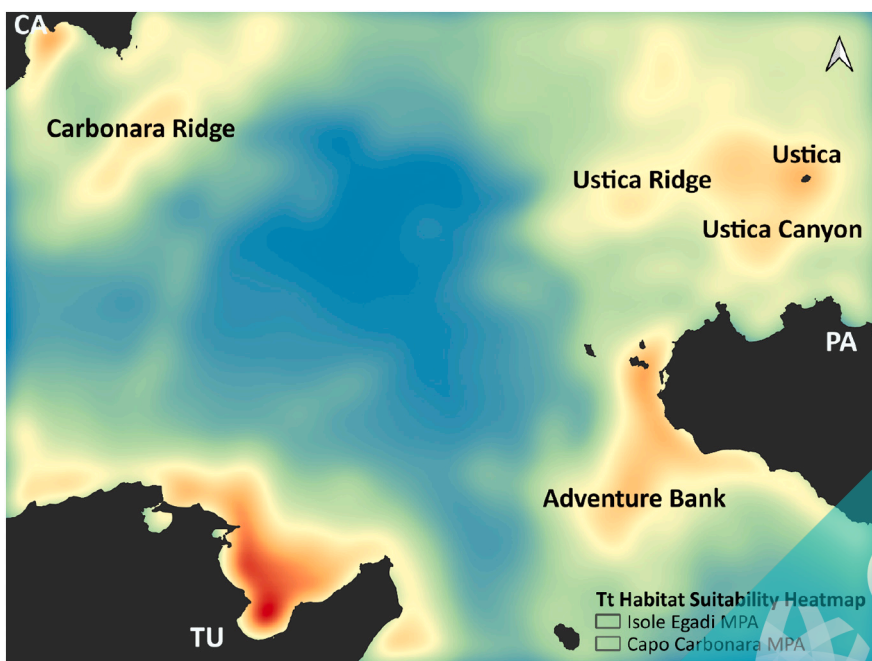 CA
Carbonara Ridge
Ustica
Ustica Ridge
Ustica Canyon
PA
Adventure Bank
Tt Habitat Suitability Heatmap
Isole Egadi MPA
Capo Carbonara MPA
TU